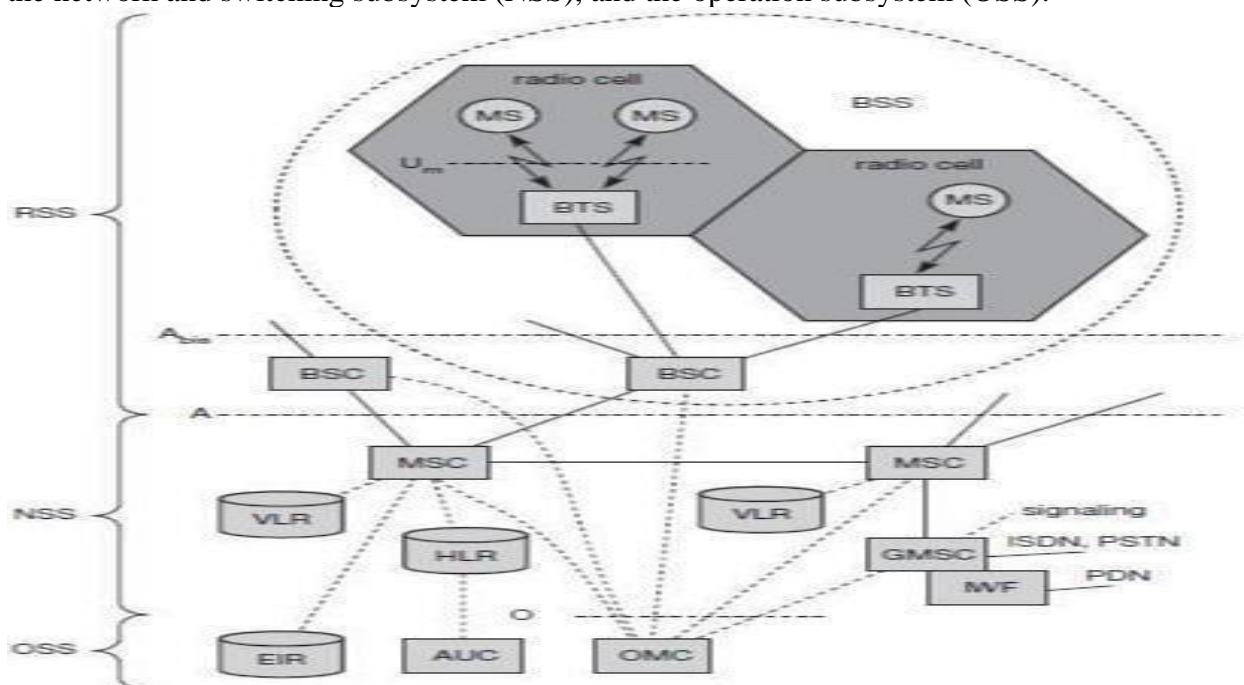 the network and switching subsystem (NSS), and the operation subsystem (OSS).
radio cell
BSS
MS MS
radio cell
Um
MS
RSS
BTS
BTS
Abis
BSC BSC
A
MSC MSC
VLR VLR
NSS
signaling
HLR
GMSC
ISDN, PSTN
IWF
PDN
O
OSS
EIR AUC OMC